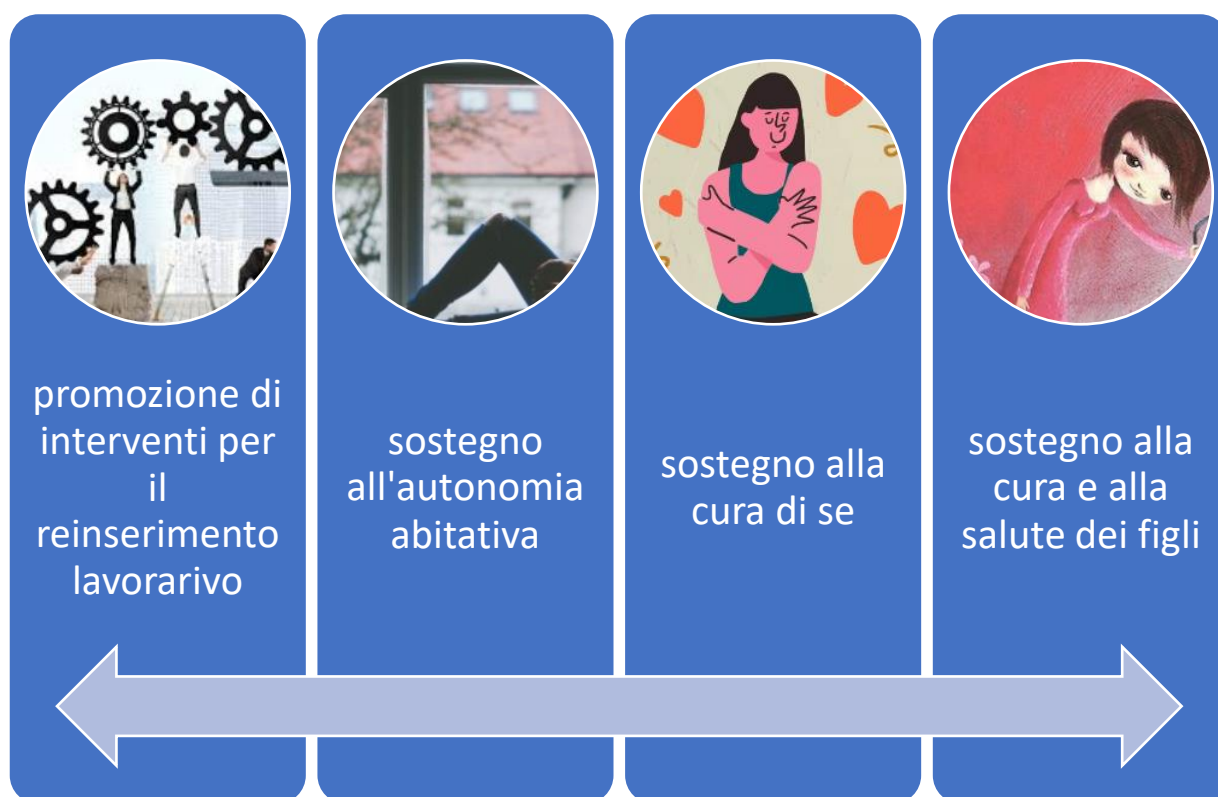 promozione di
interventi per
il
reinserimento
lavorarivo
sostegno
all'autonomia
abitativa
sostegno alla
cura di se
sostegno alla
cura e alla
salute dei figli